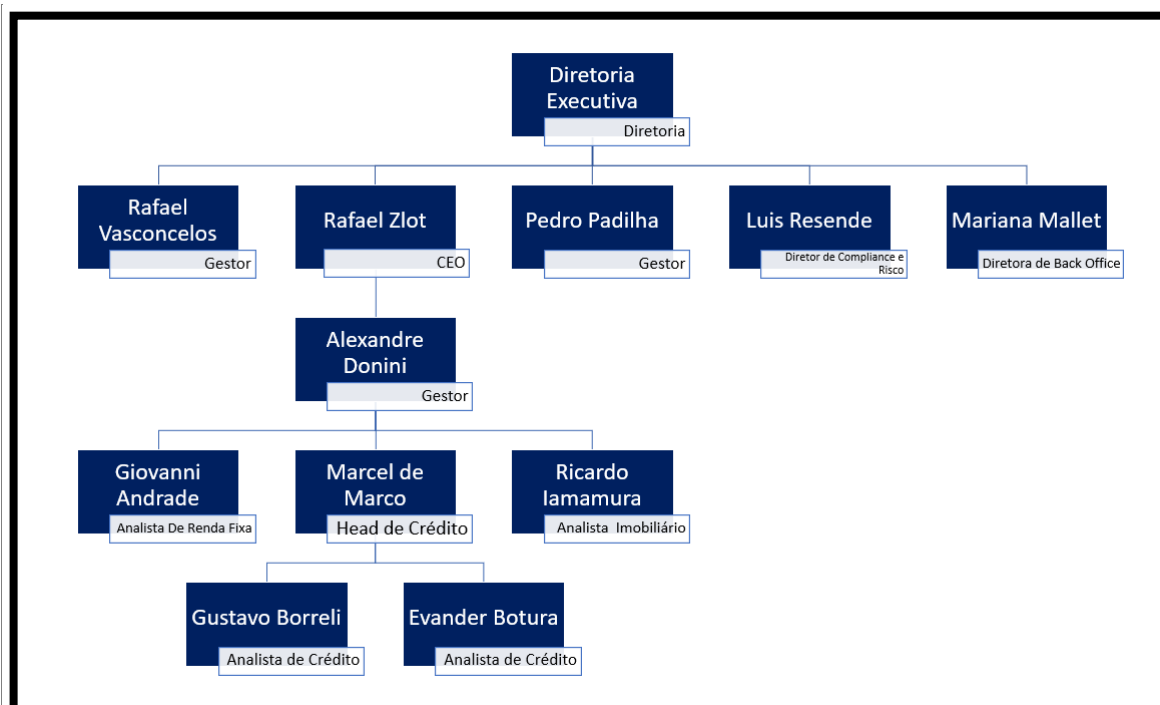 Diretoria
Executiva
Diretoria
Rafael
Vasconcelos
Gestor
Rafael Zlot
CEO
Pedro Padilha
Gestor
Luis Resende
Diretor de Compliance e
Risco
Mariana Mallet
Diretora de Back Office
Alexandre
Donini
Gestor
Giovanni
Andrade
Analista De Renda Fixa
Marcel de
Marco
Head de Crédito
Ricardo
Iamamura
Analista Imobiliário
Gustavo Borreli
Analista de Crédito
Evander Botura
Analista de Crédito